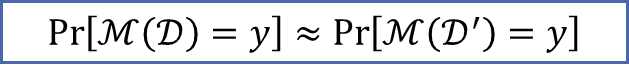 Pr[ℳ(𝒟) = 𝑦] ≈ Pr[ℳ(𝒟′) = 𝑦]